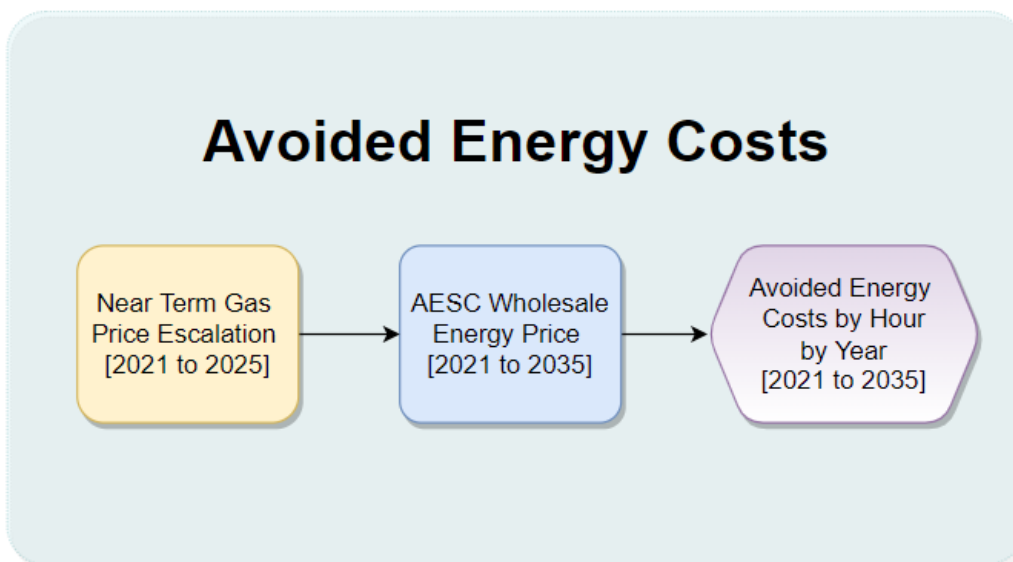 Avoided Energy Costs
Near Term Gas
Price Escalation
[2021 to 2025]
AESC Wholesale
Energy Price
[2021 to 2035]
Avoided Energy
Costs by Hour
by Year
[2021 to 2035]